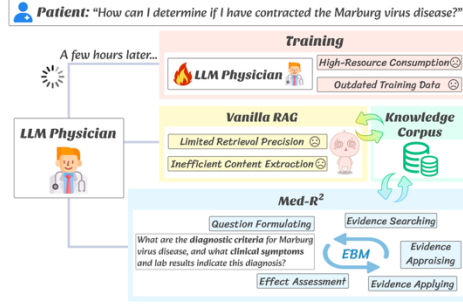 Patient: "How can I determine if I have contracted the Marburg virus disease?"
A few hours later...
Training
LLM Physician
High-Resource Consumption
Outdated Training Data
LLM Physician
Vanilla RAG
Limited Retrieval Precision
Inefficient Content Extraction
Knowledge
Corpus
Med-R²
Question Formulating
Evidence Searching
What are the diagnostic criteria for Marburg
virus disease, and what clinical symptoms
and lab results indicate this diagnosis?
EBM
Evidence
Appraising
Effect Assessment
Evidence Applying